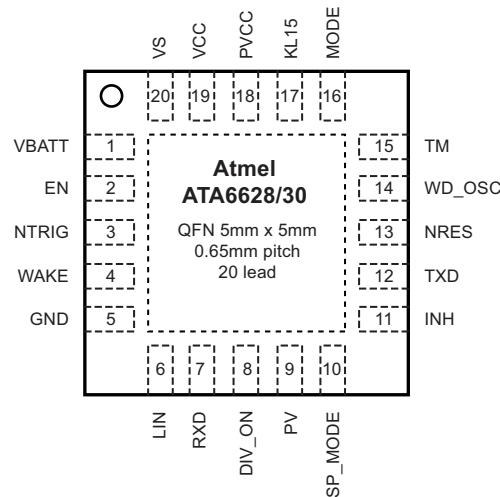 VS
VCC
PVCC
KL15
MODE
20
19
18
17
16
VBATT 1
EN 2
NTRIG 3
WAKE 4
GND 5
Atmel
ATA6628/30
QFN 5mm x 5mm
0.65mm pitch
20 lead
15 TM
14 WD_OSC
13 NRES
12 TXD
11 INH
6
7
8
9
10
LIN
RXD
DIV_ON
PV
SP_MODE